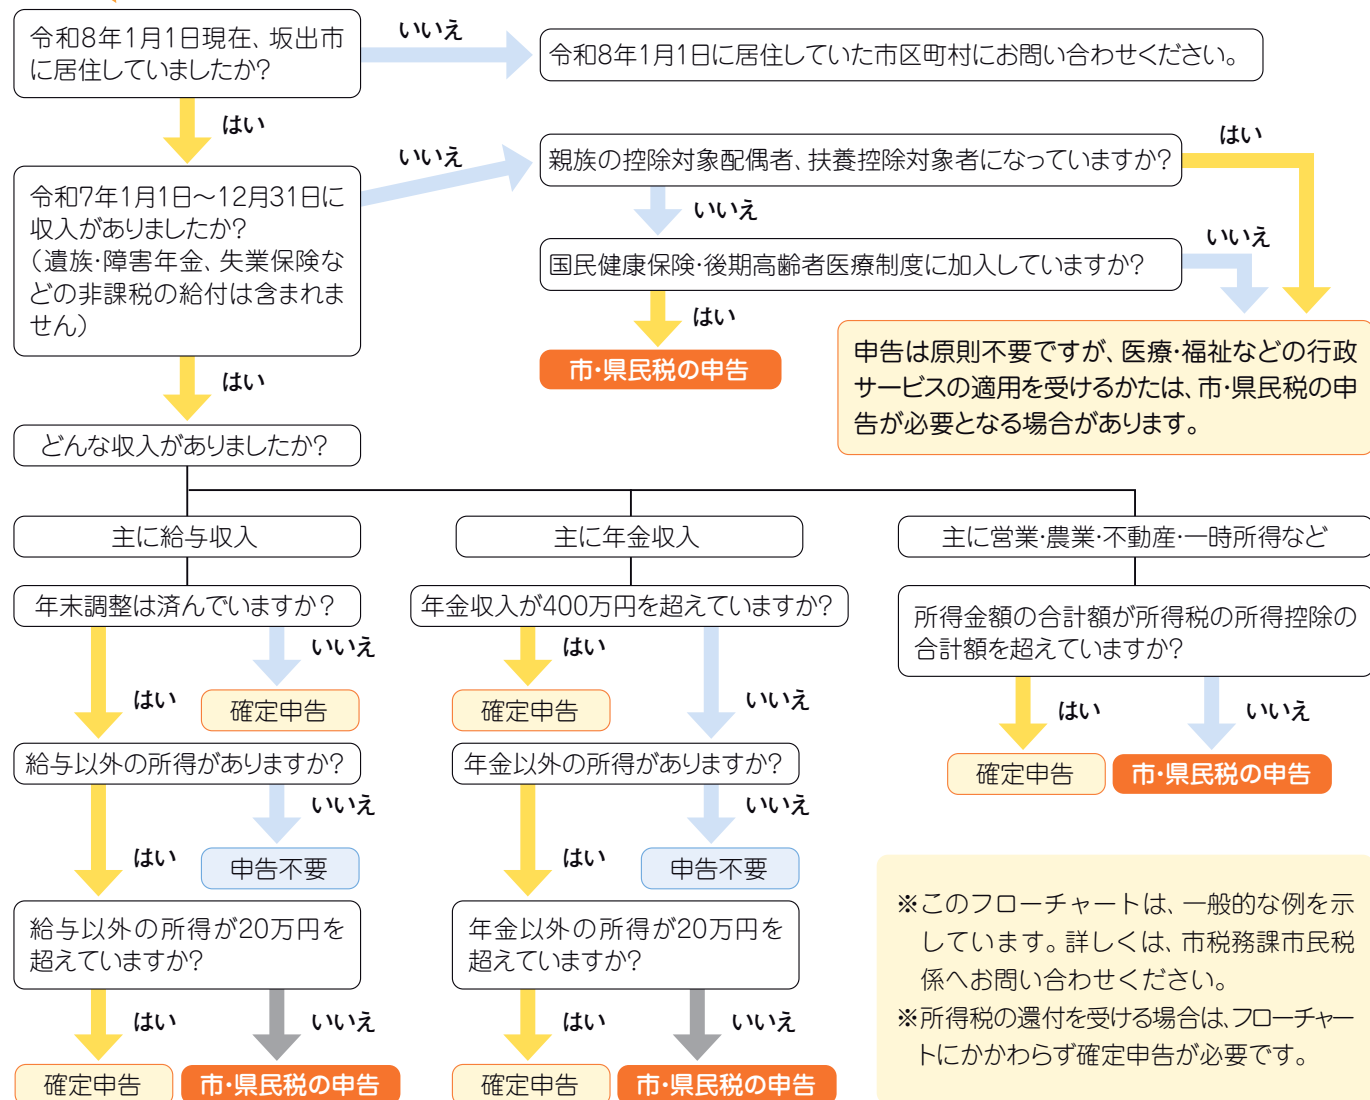 令和8年1月1日現在、坂出市
に居住していましたか?
いいえ
令和8年1月1日に居住していた市区町村にお問い合わせください。
はい
令和7年1月1日～12月31日に
収入がありましたか?
（遺族・障害年金、失業保険な
どの非課税の給付は含まれま
せん）
いいえ
親族の控除対象配偶者、扶養控除対象者になっていますか?
はい
いいえ
国民健康保険・後期高齢者医療制度に加入していますか?
いいえ
はい
市・県民税の申告
申告は原則不要ですが、医療・福祉などの行政
サービスの適用を受けるかたは、市・県民税の申
告が必要となる場合があります。
はい
どんな収入がありましたか?
主に給与収入
年末調整は済んでいますか?
いいえ
確定申告
はい
給与以外の所得がありますか?
いいえ
申告不要
はい
給与以外の所得が20万円を
超えていますか?
はい
確定申告
いいえ
市・県民税の申告
主に年金収入
年金収入が400万円を超えていますか?
はい
確定申告
いいえ
年金以外の所得がありますか?
いいえ
申告不要
はい
年金以外の所得が20万円を
超えていますか?
はい
確定申告
いいえ
市・県民税の申告
主に営業・農業・不動産・一時所得など
所得金額の合計額が所得税の所得控除の
合計額を超えていますか?
はい
確定申告
いいえ
市・県民税の申告
※このフローチャートは、一般的な例を示
しています。詳しくは、市税務課市民税
係へお問い合わせください。
※所得税の還付を受ける場合は、フローチャー
トにかかわらず確定申告が必要です。